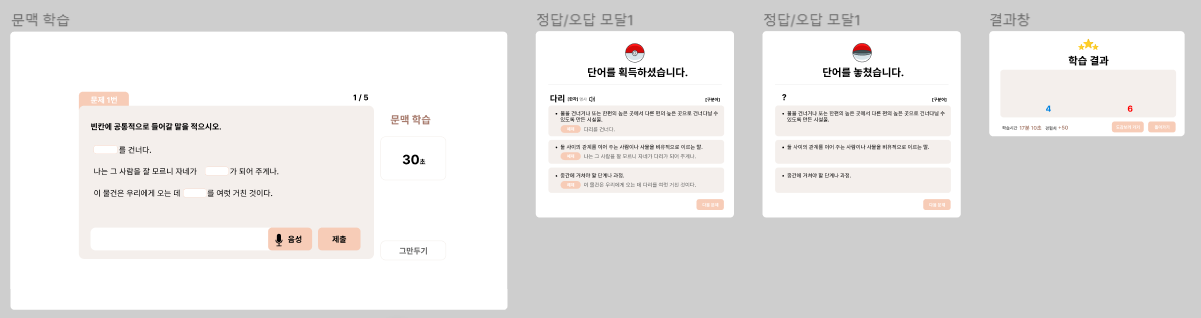 문맥 학습
문제 1번
1 / 5
빈칸에 공통적으로 들어갈 말을 적으시오.
를 건너다.
나는 그 사람을 잘 모르니 자네가 가 되어 주게나.
이 물건은 우리에게 오는 데 를 여럿 거친 것이다.
음성
제출
문맥 학습
30초
그만두기
정답/오답 모달1
단어를 획득하셨습니다.
다리
명사
물을 건너거나 또는 한편의 높은 곳에서 다른 편의 높은 곳으로 건너다닐 수
있도록 만든 시설물.
다리를 건너다.
둘 사이의 관계를 이어 주는 사람이나 사물을 비유적으로 이르는 말.
나는 그 사람을 잘 모르니 자네가 다리가 되어 주게나.
중간에 거쳐야 할 단계나 과정.
이 물건은 우리에게 오는 데 다리를 여럿 거친 것이다.
정답/오답 모달1
단어를 놓쳤습니다.
?
물을 건너거나 또는 한편의 높은 곳에서 다른 편의 높은 곳으로 건너다닐 수
있도록 만든 시설물.
둘 사이의 관계를 이어 주는 사람이나 사물을 비유적으로 이르는 말.
중간에 거쳐야 할 단계나 과정.
결과창
학습 결과
4
6
학습시간 17분 10초 경험치 +50